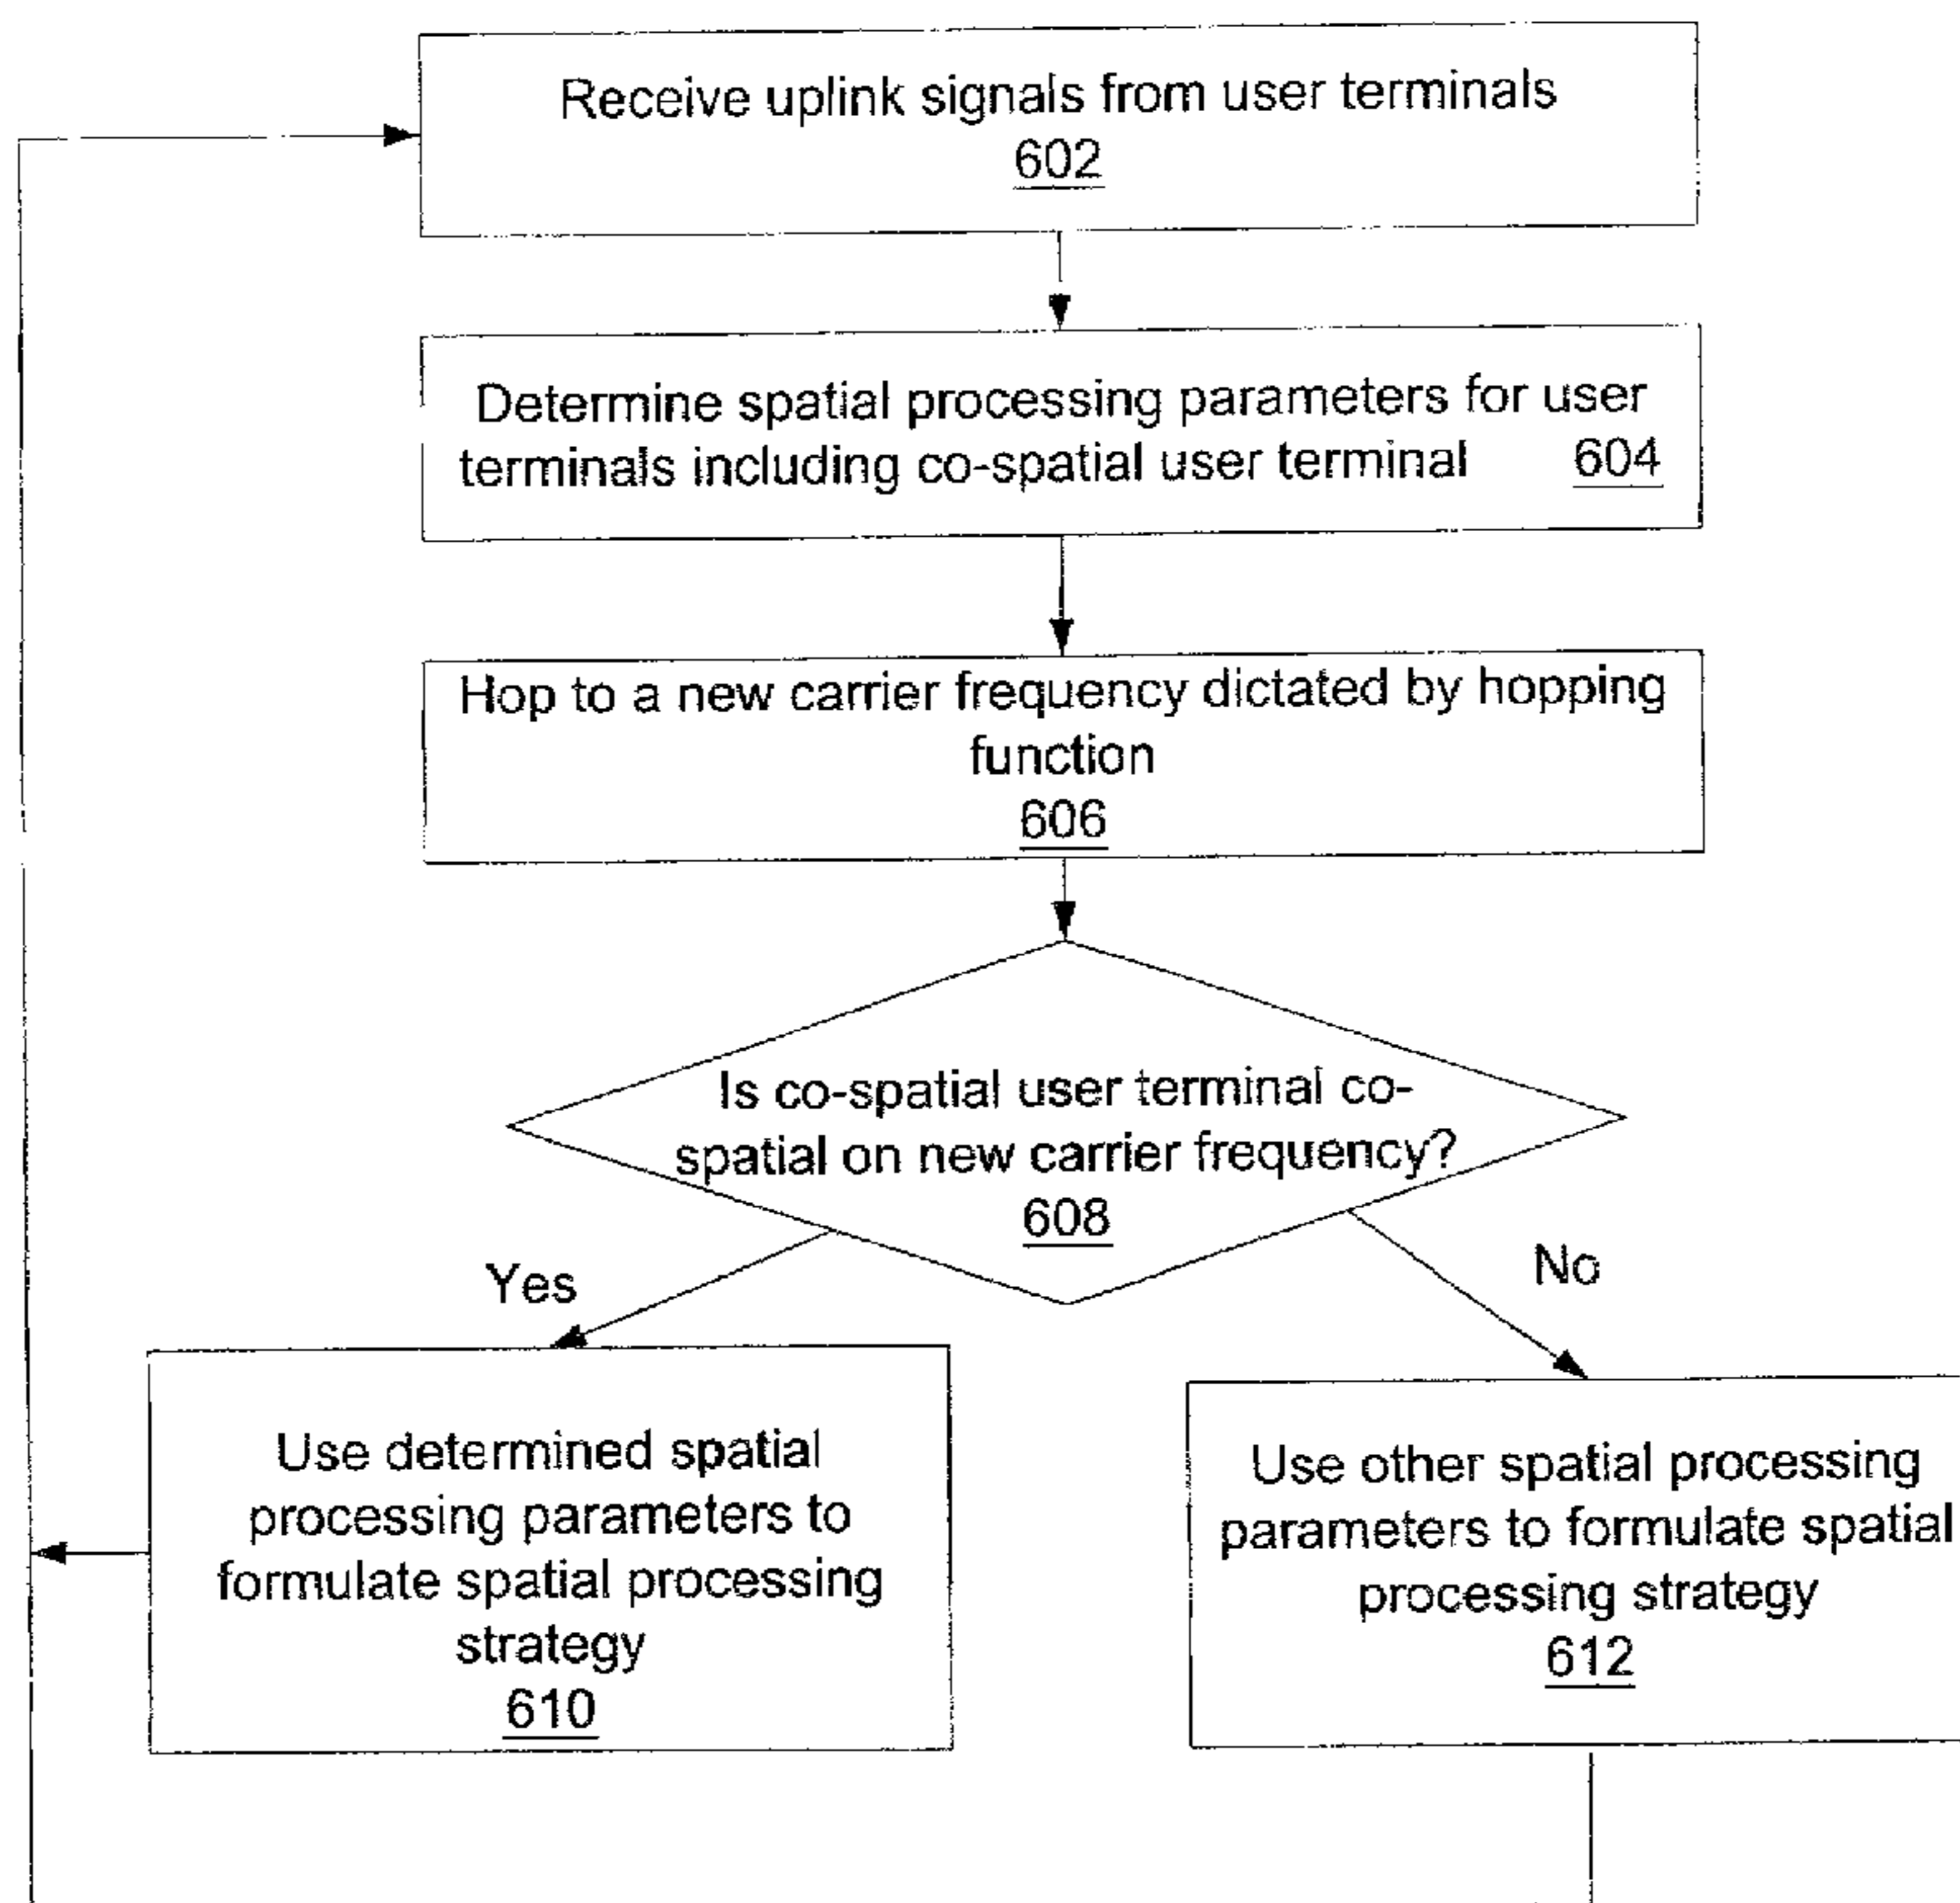 Receive uplink signals from user terminals
602
Determine spatial processing parameters for user
terminals including co-spatial user terminal 604
Hop to a new carrier frequency dictated by hopping
function
606
Is co-spatial user terminal co-
spatial on new carrier frequency?
608
Yes
No
Use determined spatial
processing parameters to
formulate spatial processing
strategy
610
Use other spatial processing
parameters to formulate spatial
processing strategy
612